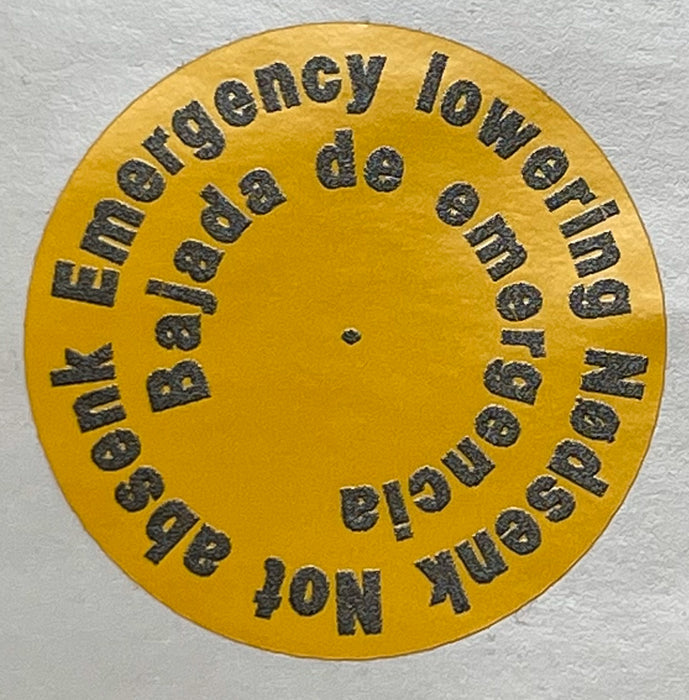 Emergency lowering Nødsenk Not absenk
Bajada de emergencia